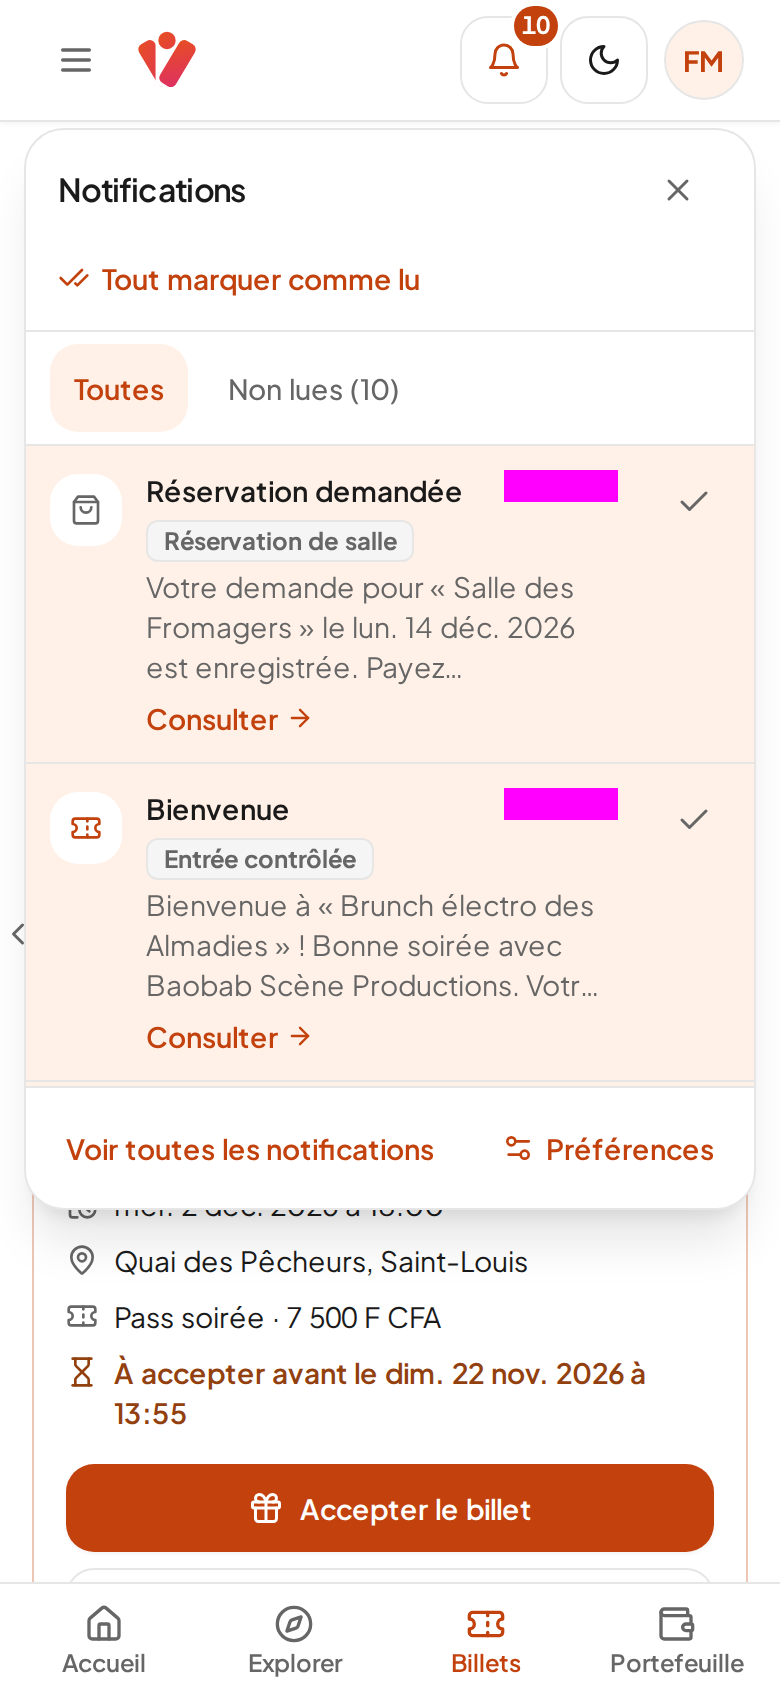 10
FM
Notifications
Tout marquer comme lu
Toutes
Non lues (10)
Réservation demandée
Réservation de salle
Votre demande pour « Salle des
Fromagers » le lun. 14 déc. 2026
est enregistrée. Payez…
Consulter
Bienvenue
Entrée contrôlée
Bienvenue à « Brunch électro des
Almadies » ! Bonne soirée avec
Baobab Scène Productions. Votr…
Consulter
Voir toutes les notifications
Préférences
Quai des Pêcheurs, Saint-Louis
Pass soirée · 7 500 F CFA
À accepter avant le dim. 22 nov. 2026 à
13:55
Accepter le billet
Accueil
Explorer
Billets
Portefeuille